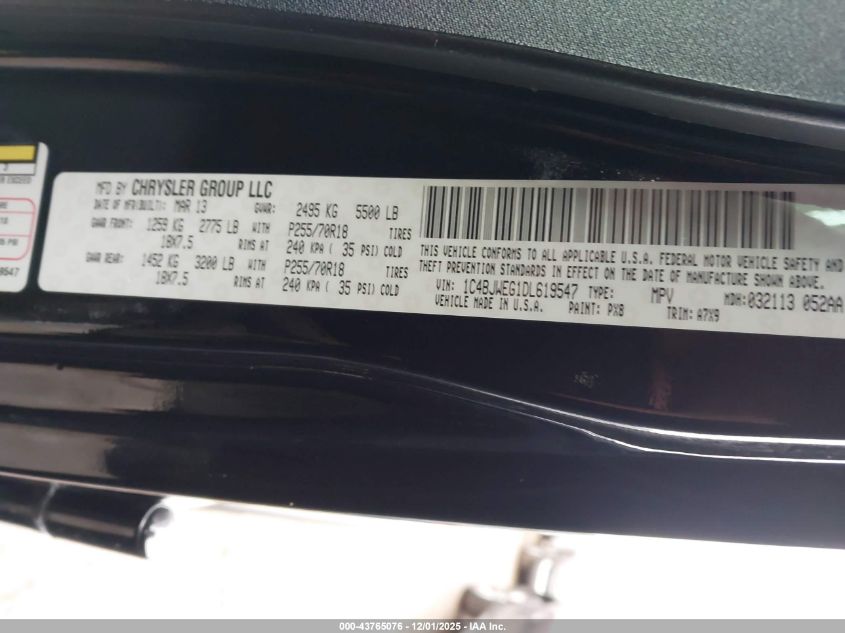 EXCEED
9547
MFD BY CHRYSLER GROUP LLC
DATE OF MFR(BUILT): MAR 13 GVWR: 2495 KG 5500 LB
GAWR FRONT: 1259 KG 2775 LB WITH P255/70R18 TIRES
18X7.5 RIMS AT 240 KPA ( 35 PSI) COLD
GAWR REAR: 1452 KG 3200 LB WITH P255/70R18 TIRES
18X7.5 RIMS AT 240 KPA ( 35 PSI) COLD
THIS VEHICLE CONFORMS TO ALL APPLICABLE U.S.A. FEDERAL MOTOR VEHICLE SAFETY AND
THEFT PREVENTION STANDARDS IN EFFECT ON THE DATE OF MANUFACTURE SHOWN ABOVE.
VIN: 1C4BJWEG1DL619547 TYPE: MPV MDH:032113 052AA
VEHICLE MADE IN U.S.A. PAINT: PX8 TRIM: A7X9
000-43765076 - 12/01/2025 - IAA Inc.